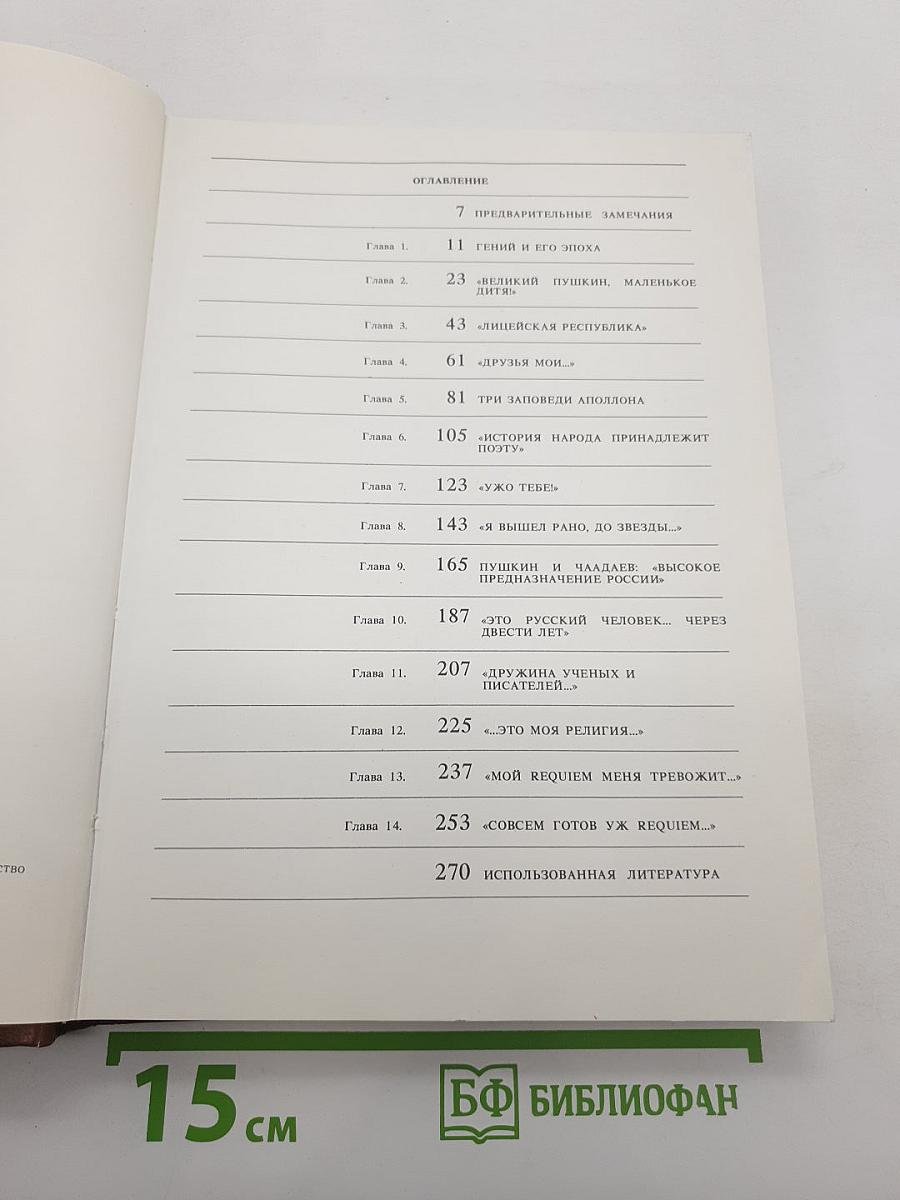 ОГЛАВЛЕНИЕ
7 ПРЕДВАРИТЕЛЬНЫЕ ЗАМЕЧАНИЯ
Глава 1. 11 ГЕНИЙ И ЕГО ЭПОХА
Глава 2. 23 «ВЕЛИКИЙ ПУШКИН, МАЛЕНЬКОЕ
ДИТЯ!»
Глава 3. 43 «ЛИЦЕЙСКАЯ РЕСПУБЛИКА»
Глава 4. 61 «ДРУЗЬЯ МОИ...»
Глава 5. 81 ТРИ ЗАПОВЕДИ АПОЛЛОНА
Глава 6. 105 «ИСТОРИЯ НАРОДА ПРИНАДЛЕЖИТ
ПОЭТУ»
Глава 7. 123 «УЖО ТЕБЕ!»
Глава 8. 143 «Я ВЫШЕЛ РАНО, ДО ЗВЕЗДЫ...»
Глава 9. 165 ПУШКИН И ЧААДАЕВ: «ВЫСОКОЕ
ПРЕДНАЗНАЧЕНИЕ РОССИИ»
Глава 10. 187 «ЭТО РУССКИЙ ЧЕЛОВЕК... ЧЕРЕЗ
ДВЕСТИ ЛЕТ»
Глава 11. 207 «ДРУЖИНА УЧЕНЫХ И
ПИСАТЕЛЕЙ...»
Глава 12. 225 «...ЭТО МОЯ РЕЛИГИЯ...»
Глава 13. 237 «МОЙ REQUIEM МЕНЯ ТРЕВОЖИТ...»
Глава 14. 253 «СОВСЕМ ГОТОВ УЖ REQUIEM...»
270 ИСПОЛЬЗОВАННАЯ ЛИТЕРАТУРА
ство
15 см
БФ БИБЛИОФАН